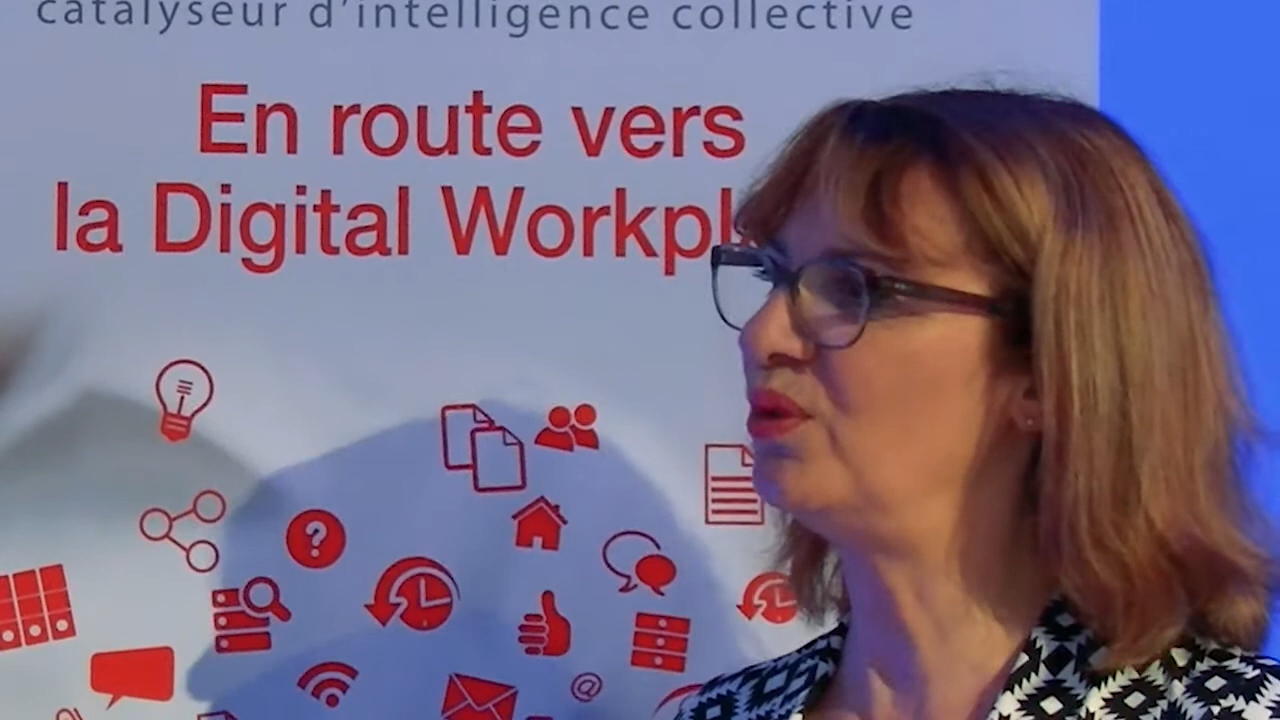 catalyseur d'intelligence collective
En route vers
la Digital Workpl
?
@